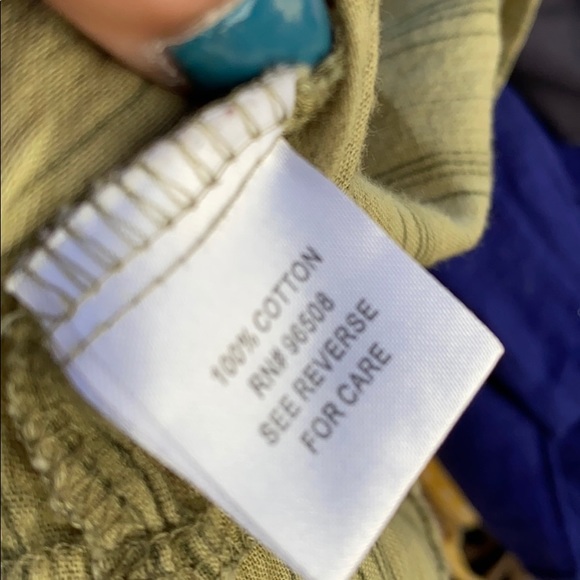 100% COTTON
RN# 96508
SEE REVERSE
FOR CARE